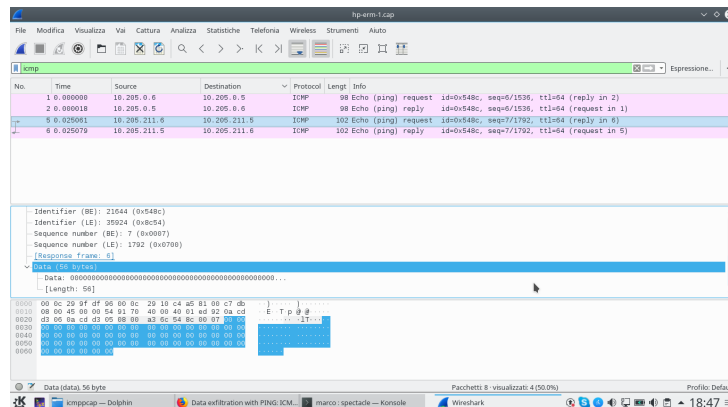 hp-erm-1.cap
File Modifica Visualizza Vai Cattura Analizza Statistiche Telefonia Wireless Strumenti Aiuto
icmp Espressione...
No. Time Source Destination Protocol Lengt Info
1 0.000000 10.205.0.6 10.205.0.5 ICMP 98 Echo (ping) request id=0x548c, seq=6/1536, ttl=64 (reply in 2)
2 0.000018 10.205.0.5 10.205.0.6 ICMP 98 Echo (ping) reply id=0x548c, seq=6/1536, ttl=64 (request in 1)
5 0.025061 10.205.211.6 10.205.211.5 ICMP 102 Echo (ping) request id=0x548c, seq=7/1792, ttl=64 (reply in 6)
6 0.025079 10.205.211.5 10.205.211.6 ICMP 102 Echo (ping) reply id=0x548c, seq=7/1792, ttl=64 (request in 5)
Identifier (BE): 21644 (0x548c)
Identifier (LE): 35924 (0x8c54)
Sequence number (BE): 7 (0x0007)
Sequence number (LE): 1792 (0x0700)
[Response frame: 6]
Data (56 bytes)
Data: 000000000000000000000000000000000000000000000000...
[Length: 56]
0000 00 0c 29 9f df 96 00 0c 29 10 c4 a5 81 00 c7 db
0010 08 00 45 00 00 54 91 70 40 00 40 01 ed 92 0a cd
0020 d3 06 0a cd d3 05 08 00 a3 6c 54 8c 00 07 00 00
0030 00 00 00 00 00 00 00 00 00 00 00 00 00 00 00 00
0040 00 00 00 00 00 00 00 00 00 00 00 00 00 00 00 00
0050 00 00 00 00 00 00 00 00 00 00 00 00 00 00 00 00
0060 00 00 00 00 00 00
Data (data), 56 byte Pacchetti: 8 · visualizzati: 4 (50.0%) Profilo: Defau
icmppcap — Dolphin Data exfiltration with PING: ICM... marco : spectacle — Konsole Wireshark 18:47